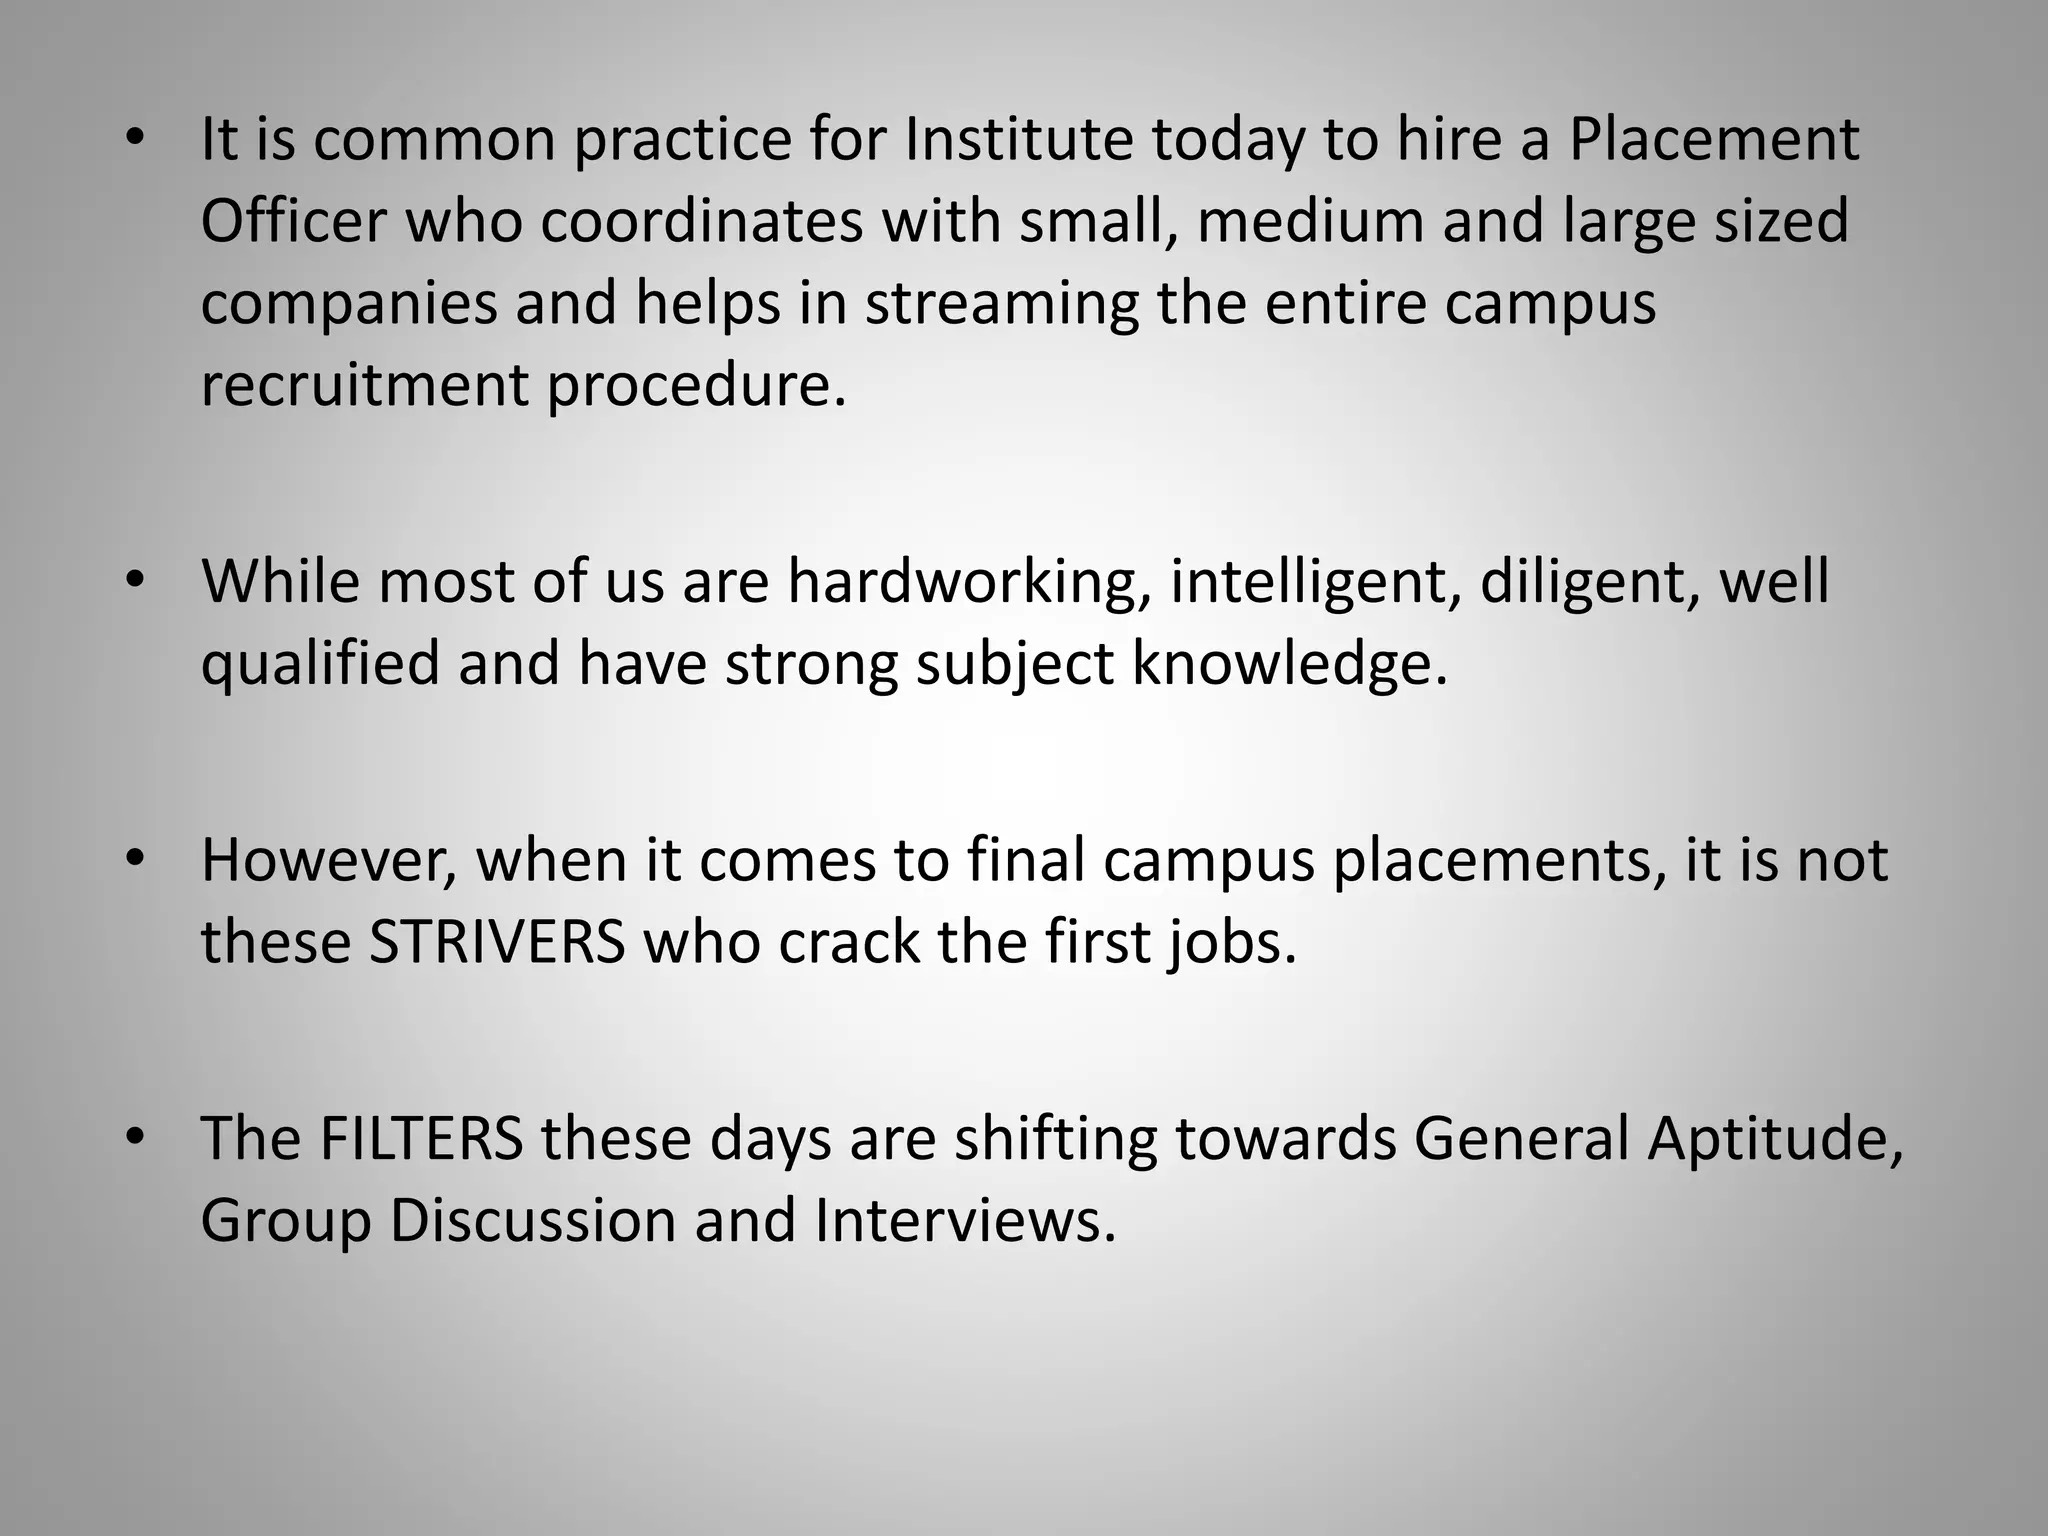 • It is common practice for Institute today to hire a Placement
Officer who coordinates with small, medium and large sized
companies and helps in streaming the entire campus
recruitment procedure.
• While most of us are hardworking, intelligent, diligent, well
qualified and have strong subject knowledge.
• However, when it comes to final campus placements, it is not
these STRIVERS who crack the first jobs.
• The FILTERS these days are shifting towards General Aptitude,
Group Discussion and Interviews.